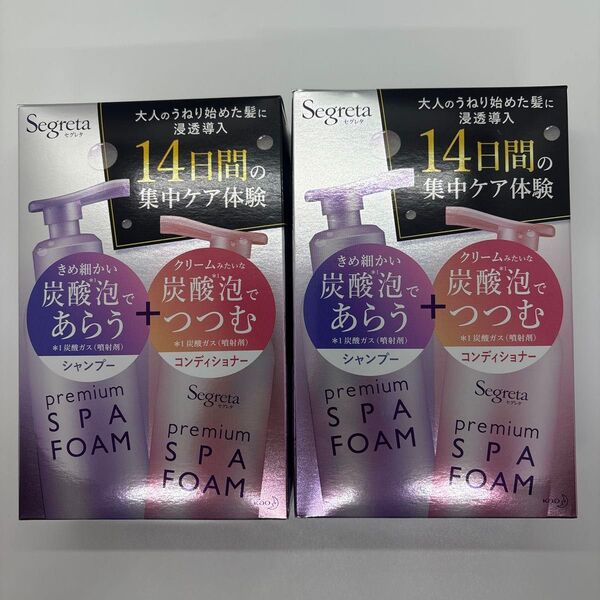 Segreta
セグレタ
大人のうねり始めた髪に
浸透導入
14日間の
集中ケア体験
きめ細かい
炭酸泡で
*1
あらう
*1 炭酸ガス(噴射剤)
シャンプー
+
クリームみたいな
炭酸泡で
*1
つつむ
*1 炭酸ガス(噴射剤)
コンディショナー
premium
SPA
FOAM
Segreta
セグレタ
premium
SPA
FOAM
Kao
Segreta
セグレタ
大人のうねり始めた髪に
浸透導入
14日間の
集中ケア体験
きめ細かい
炭酸泡で
*1
あらう
*1 炭酸ガス(噴射剤)
シャンプー
+
クリームみたいな
炭酸泡で
*1
つつむ
*1 炭酸ガス(噴射剤)
コンディショナー
premium
SPA
FOAM
Segreta
セグレタ
premium
SPA
FOAM
Kao